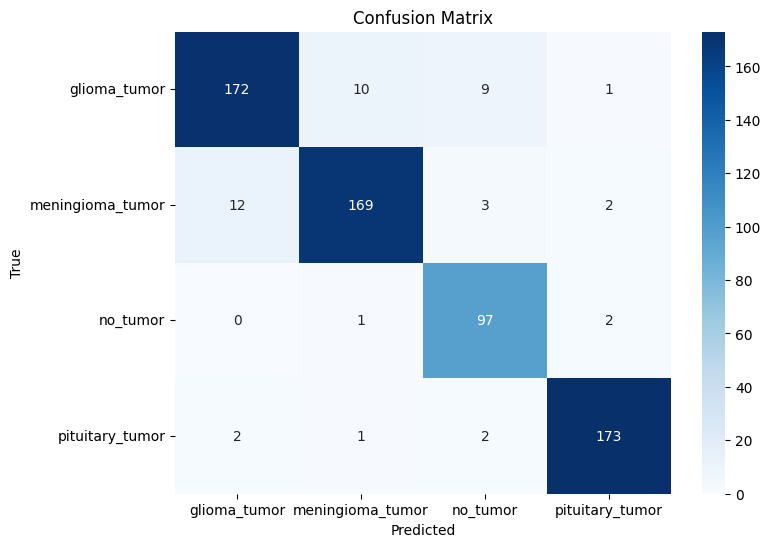 Confusion Matrix
True
glioma_tumor 172 10 9 1
meningioma_tumor 12 169 3 2
no_tumor 0 1 97 2
pituitary_tumor 2 1 2 173
glioma_tumor meningioma_tumor no_tumor pituitary_tumor
Predicted
160
140
120
100
80
60
40
20
0